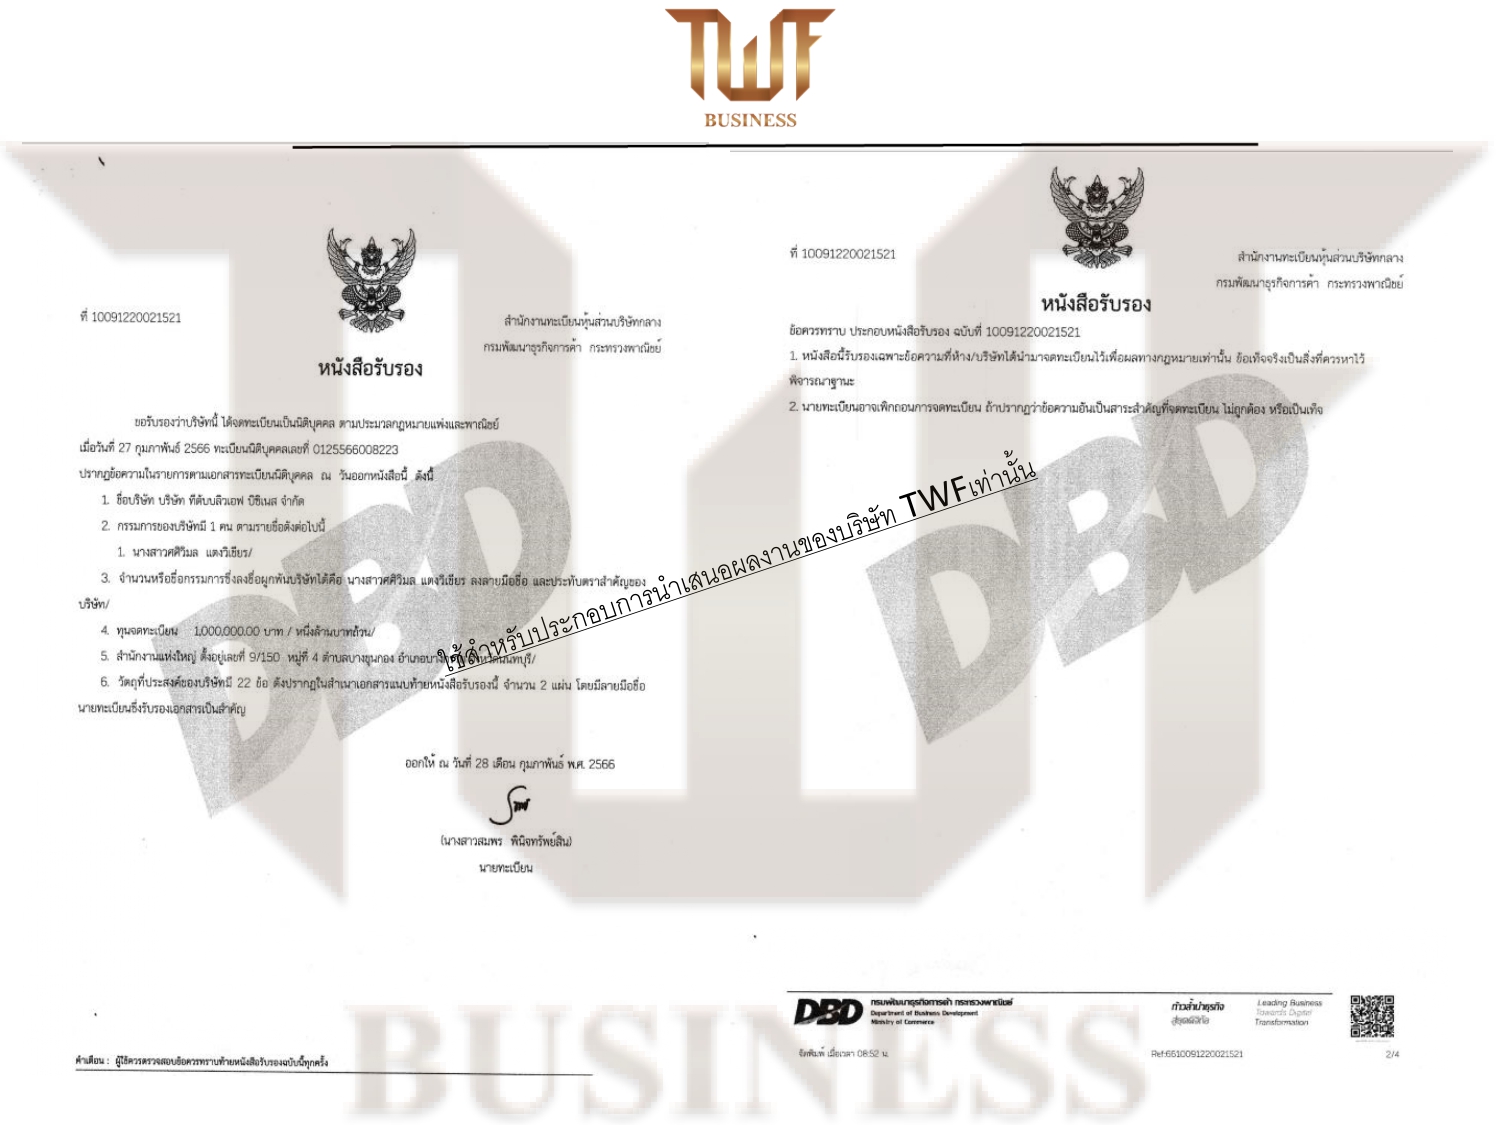 TWF
BUSINESS
ที่ 10091220021521
สำนักงานทะเบียนหุ้นส่วนบริษัทกลาง
กรมพัฒนาธุรกิจการค้า กระทรวงพาณิชย์
หนังสือรับรอง
ขอรับรองว่าบริษัทนี้ ได้จดทะเบียนเป็นนิติบุคคล ตามประมวลกฎหมายแพ่งและพาณิชย์
เมื่อวันที่ 27 กุมภาพันธ์ 2566 ทะเบียนนิติบุคคลเลขที่ 0125566008223
ปรากฏข้อความในรายการตามเอกสารทะเบียนนิติบุคคล ณ วันออกหนังสือนี้ ดังนี้
1. ชื่อบริษัท บริษัท ทีดับบลิวเอฟ บิซิเนส จำกัด
2. กรรมการของบริษัทมี 1 คน ตามรายชื่อดังต่อไปนี้
1. นางสาวศศิวิมล แตงวิเชียร/
3. จำนวนหรือชื่อกรรมการซึ่งลงชื่อผูกพันบริษัทได้คือ นางสาวศศิวิมล แตงวิเชียร ลงลายมือชื่อ และประทับตราสำคัญของ
บริษัท/
4. ทุนจดทะเบียน 1,000,000.00 บาท / หนึ่งล้านบาทถ้วน/
5. สำนักงานแห่งใหญ่ ตั้งอยู่เลขที่ 9/150 หมู่ที่ 4 ตำบลบางขุนกอง อำเภอบาง นนทบุรี/
6. วัตถุที่ประสงค์ของบริษัทมี 22 ข้อ ดังปรากฏในสำเนาเอกสารแนบท้ายหนังสือรับรองนี้ จำนวน 2 แผ่น โดยมีลายมือชื่อ
นายทะเบียนซึ่งรับรองเอกสารเป็นสำคัญ
ออกให้ ณ วันที่ 28 เดือน กุมภาพันธ์ พ.ศ. 2566
(นางสาวสมพร พินิจทรัพย์สิน)
นายทะเบียน
คำเตือน : ผู้ใช้ควรตรวจสอบข้อควรทราบท้ายหนังสือรับรองฉบับนี้ทุกครั้ง
ใช้สำหรับประกอบการนำเสนอผลงานของบริษัท TWFเท่านั้น
ที่ 10091220021521
สำนักงานทะเบียนหุ้นส่วนบริษัทกลาง
กรมพัฒนาธุรกิจการค้า กระทรวงพาณิชย์
หนังสือรับรอง
ข้อควรทราบ ประกอบหนังสือรับรอง ฉบับที่ 10091220021521
1. หนังสือนี้รับรองเฉพาะข้อความที่ห้าง/บริษัทได้นำมาจดทะเบียนไว้เพื่อผลทางกฎหมายเท่านั้น ข้อเท็จจริงเป็นสิ่งที่ควรหาไว้
พิจารณาฐานะ
2. นายทะเบียนอาจเพิกถอนการจดทะเบียน ถ้าปรากฏว่าข้อความอันเป็นสาระสำคัญที่จดทะเบียน ไม่ถูกต้อง หรือเป็นเท็จ
DBD
DBD
DBD กรมพัฒนาธุรกิจการค้า กระทรวงพาณิชย์
Department of Business Development
Ministry of Commerce
ก้าวล้ำนำธุรกิจ
สู่ยุคดิจิทัล
Leading Business
Towards Digital
Transformation
จัดพิมพ์ เมื่อเวลา 08:52 น.
Ref:6610091220021521
2/4
BUSINESS